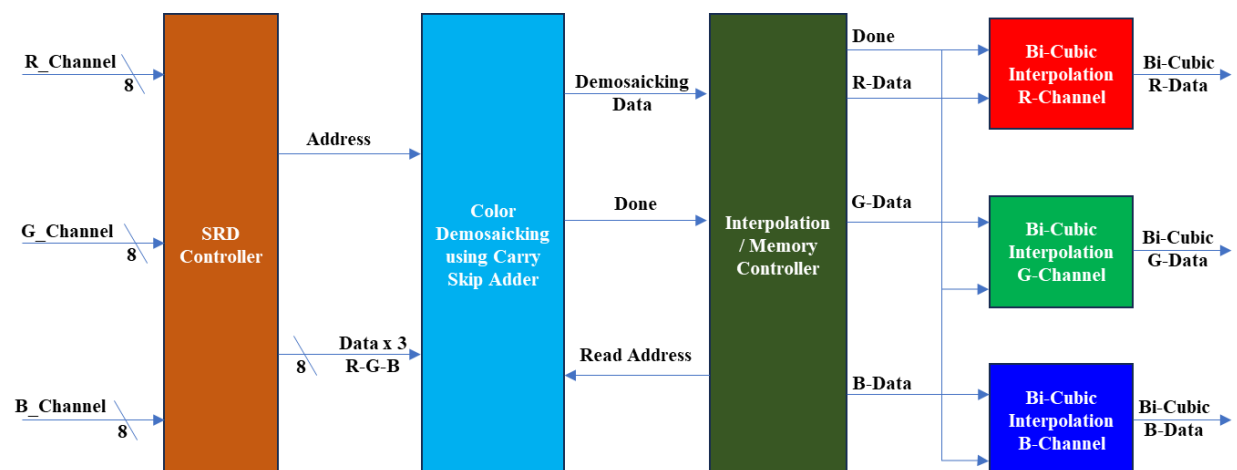 R_Channel
8
G_Channel
8
B_Channel
8
SRD
Controller
Address
Data x 3
8
R-G-B
Color
Demosaicking
using Carry
Skip Adder
Demosaicking
Data
Done
Read Address
Interpolation
/ Memory
Controller
Done
R-Data
G-Data
B-Data
Bi-Cubic
Interpolation
R-Channel
Bi-Cubic
R-Data
Bi-Cubic
Interpolation
G-Channel
Bi-Cubic
G-Data
Bi-Cubic
Interpolation
B-Channel
Bi-Cubic
B-Data